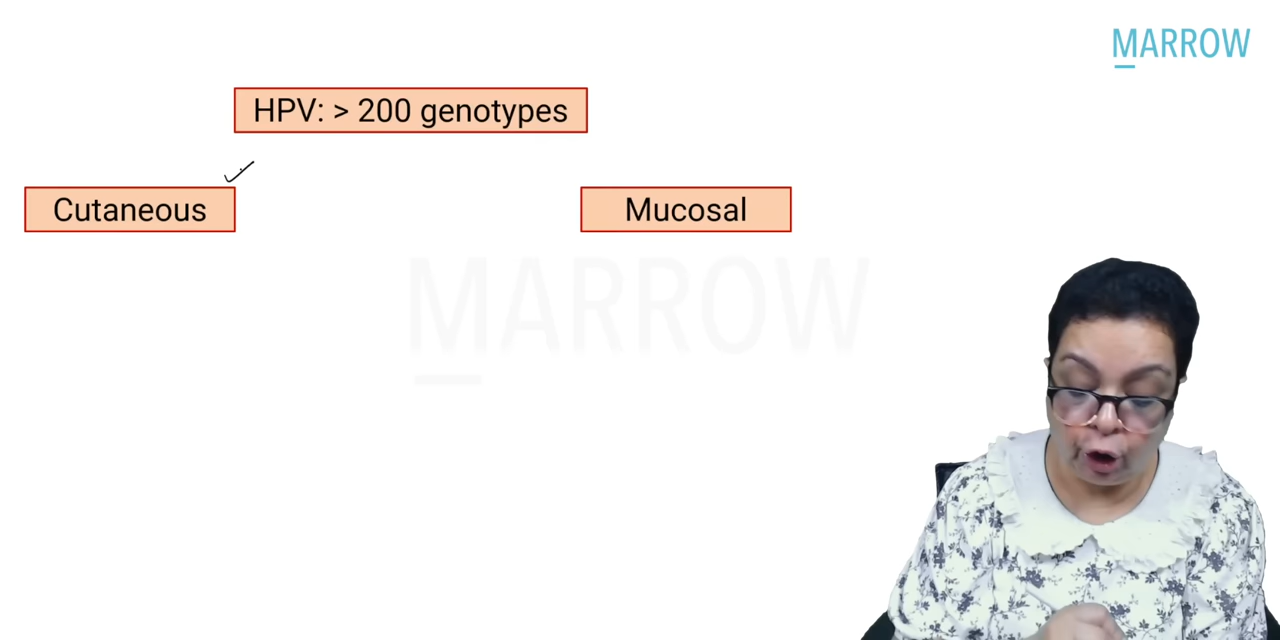 MARROW
HPV: > 200 genotypes
Cutaneous
Mucosal
MARROW